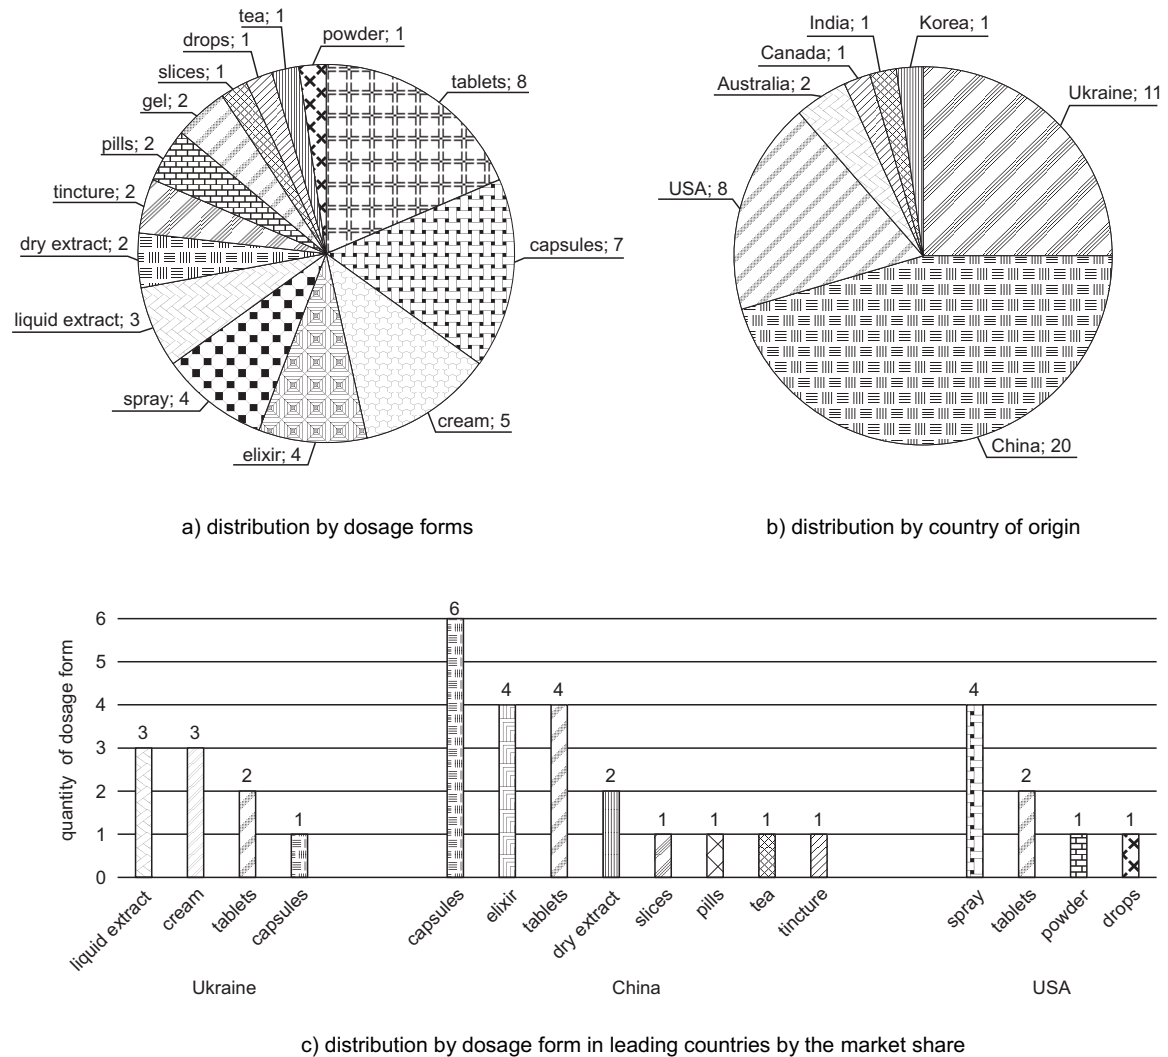 tea; 1
powder; 1
drops; 1
slices; 1
tablets; 8
gel; 2
pills; 2
tincture; 2
dry extract; 2
capsules; 7
liquid extract; 3
spray; 4
cream; 5
elixir; 4
a) distribution by dosage forms
India; 1
Korea; 1
Canada; 1
Australia; 2
Ukraine; 11
USA; 8
China; 20
b) distribution by country of origin
quantity of dosage form
6
5
4
3
2
1
0
3
3
2
1
6
4
4
2
1
1
1
1
4
2
1
1
liquid extract
cream
tablets
capsules
capsules
elixir
tablets
dry extract
slices
pills
tea
tincture
spray
tablets
powder
drops
Ukraine
China
USA
c) distribution by dosage form in leading countries by the market share